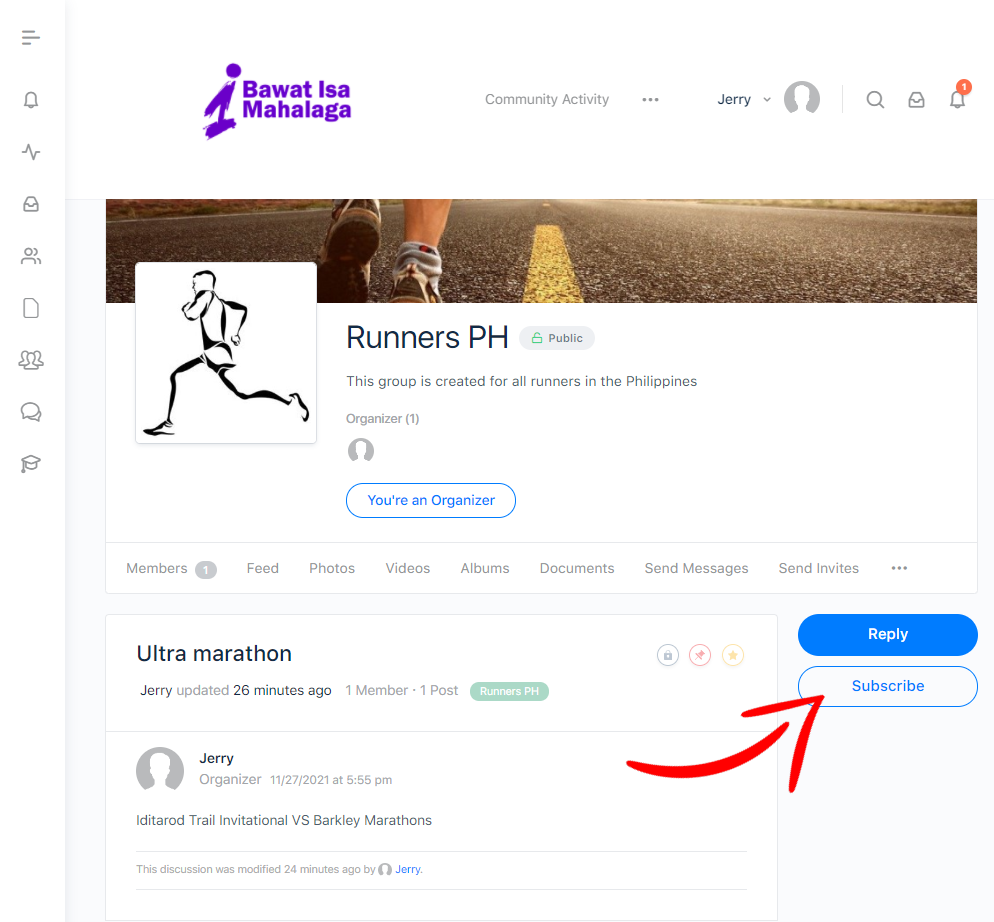 Bawat Isa
Mahalaga
Community Activity
Jerry
1
Runners PH
Public
This group is created for all runners in the Philippines
Organizer (1)
You're an Organizer
Members 1 Feed Photos Videos Albums Documents Send Messages Send Invites
Ultra marathon
Jerry updated 26 minutes ago 1 Member · 1 Post Runners PH
Reply
Subscribe
Jerry
Organizer 11/27/2021 at 5:55 pm
Iditarod Trail Invitational VS Barkley Marathons
This discussion was modified 24 minutes ago by Jerry.